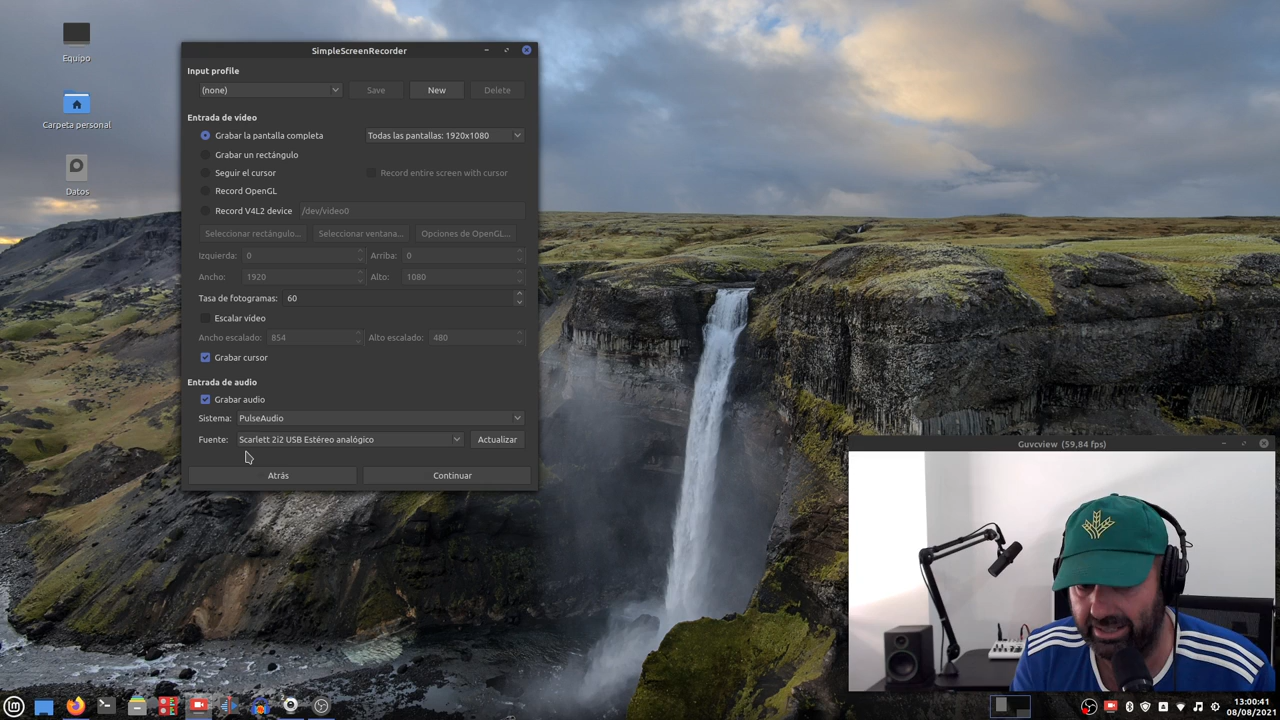 Equipo
Carpeta personal
Datos
SimpleScreenRecorder
Input profile
(none)
Save
New
Delete
Entrada de vídeo
Grabar la pantalla completa
Todas las pantallas: 1920x1080
Grabar un rectángulo
Seguir el cursor
Record entire screen with cursor
Record OpenGL
Record V4L2 device
/dev/video0
Seleccionar rectángulo...
Seleccionar ventana...
Opciones de OpenGL...
Izquierda: 0
Arriba: 0
Ancho: 1920
Alto: 1080
Tasa de fotogramas: 60
Escalar vídeo
Ancho escalado: 854
Alto escalado: 480
Grabar cursor
Entrada de audio
Grabar audio
Sistema: PulseAudio
Fuente: Scarlett 2i2 USB Estéreo analógico
Actualizar
Atrás
Continuar
Guvcview (59,84 fps)
13:00:41
08/08/2021